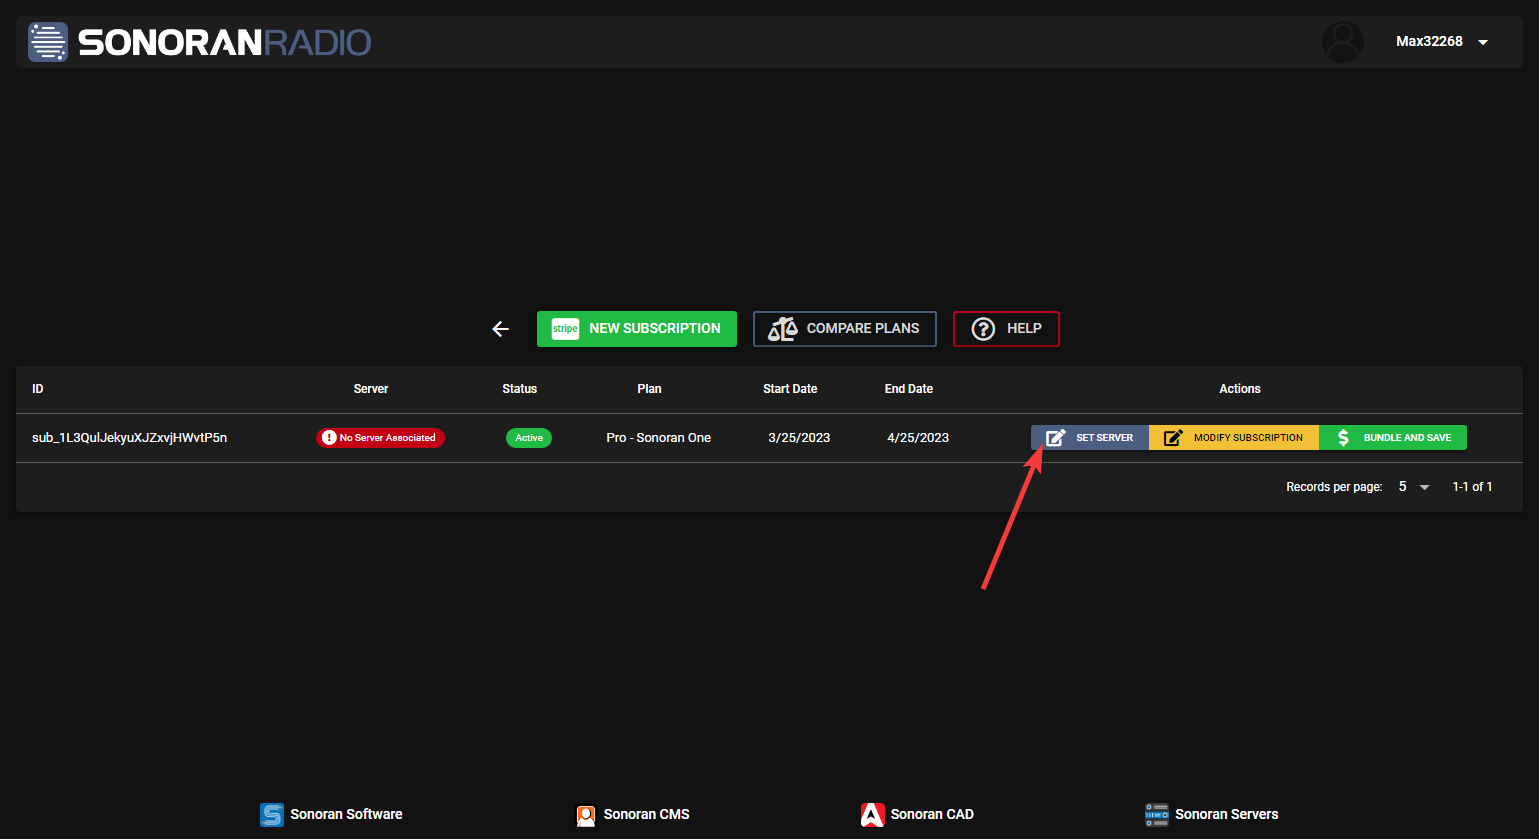 SONORANRADIO
Max32268
stripe NEW SUBSCRIPTION
COMPARE PLANS
HELP
ID Server Status Plan Start Date End Date Actions
sub_1L3QulJekyuXJZxvjHWvtP5n No Server Associated Active Pro - Sonoran One 3/25/2023 4/25/2023 SET SERVER MODIFY SUBSCRIPTION BUNDLE AND SAVE
Records per page: 5 1-1 of 1
Sonoran Software Sonoran CMS Sonoran CAD Sonoran Servers